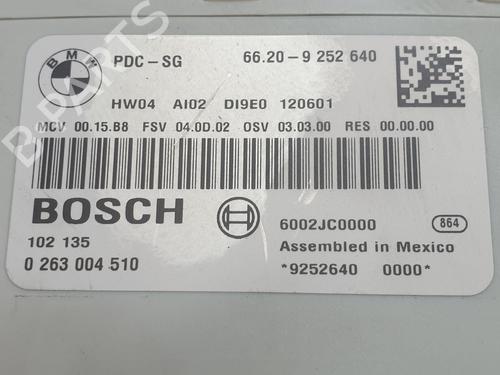 BMW PDC-SG 66.20-9 252 640
HW04 AI02 DI9E0 120601
MCV 00.15.B8 FSV 04.0D.02 OSV 03.03.00 RES 00.00.00
BOSCH 6002JC0000 864
102 135 Assembled in Mexico
0 263 004 510 *9252640 0000*
B-PARTS